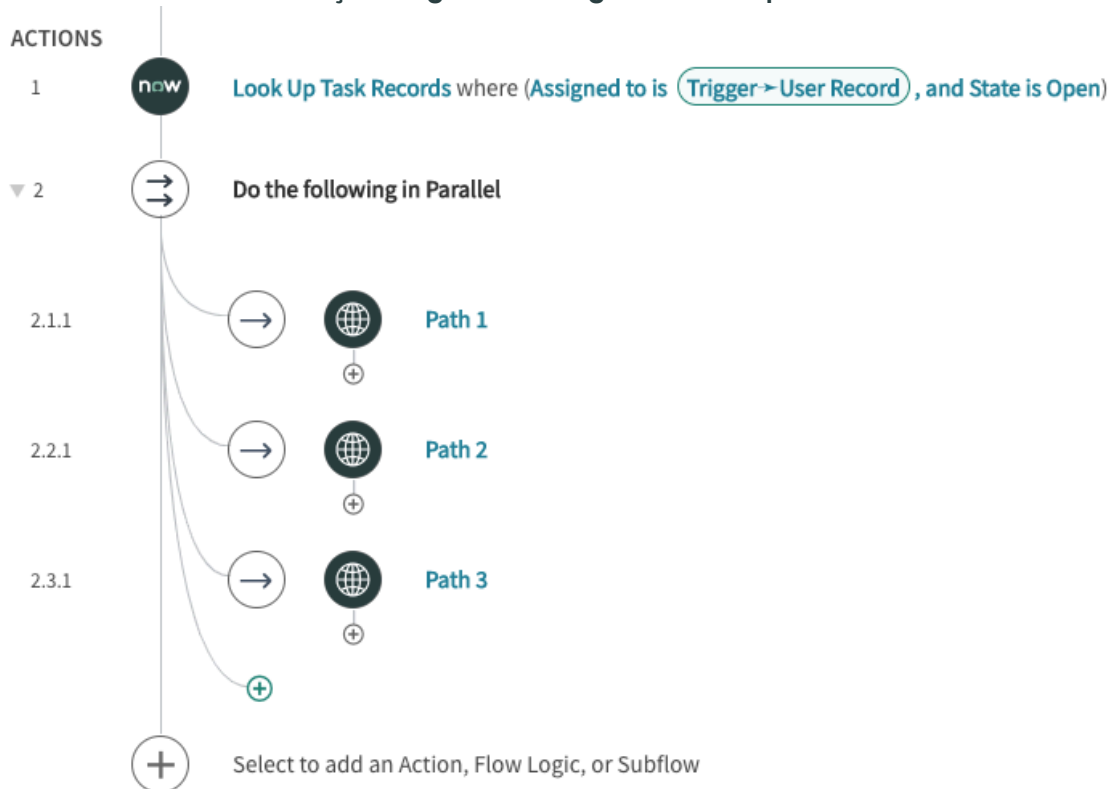 ACTIONS
1 now Look Up Task Records where (Assigned to is Trigger➛User Record , and State is Open)
2 Do the following in Parallel
2.1.1 Path 1
2.2.1 Path 2
2.3.1 Path 3
Select to add an Action, Flow Logic, or Subflow